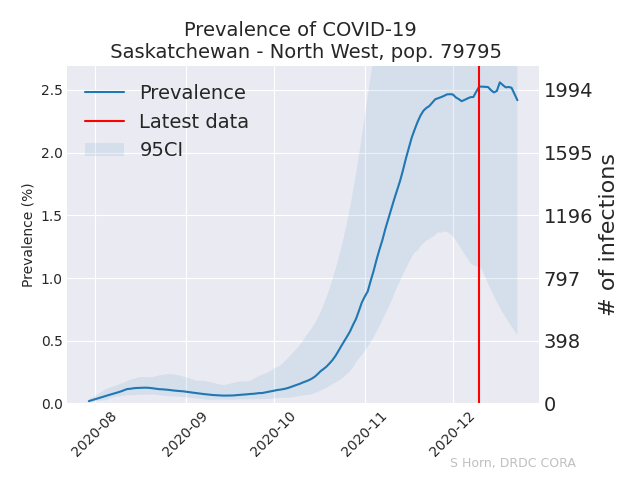 Prevalence of COVID-19
Saskatchewan - North West, pop. 79795
Prevalence
Latest data
95CI
Prevalence (%)
2.5
2.0
1.5
1.0
0.5
0.0
1994
1595
1196
797
398
0
# of infections
2020-08
2020-09
2020-10
2020-11
2020-12
S Horn, DRDC CORA